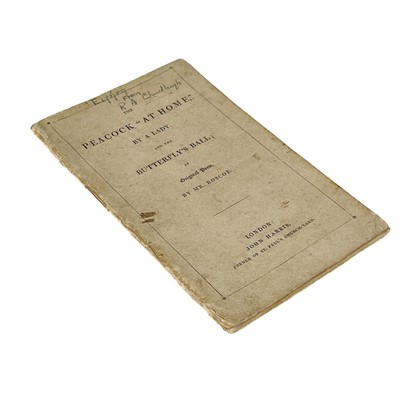 THE
PEACOCK "AT HOME:"
BY A LADY
AND THE
BUTTERFLY'S BALL;
AN
Original Poem,
BY MR. ROSCOE.
LONDON:
JOHN HARRIS,
CORNER OF ST. PAUL'S CHURCH-YARD.